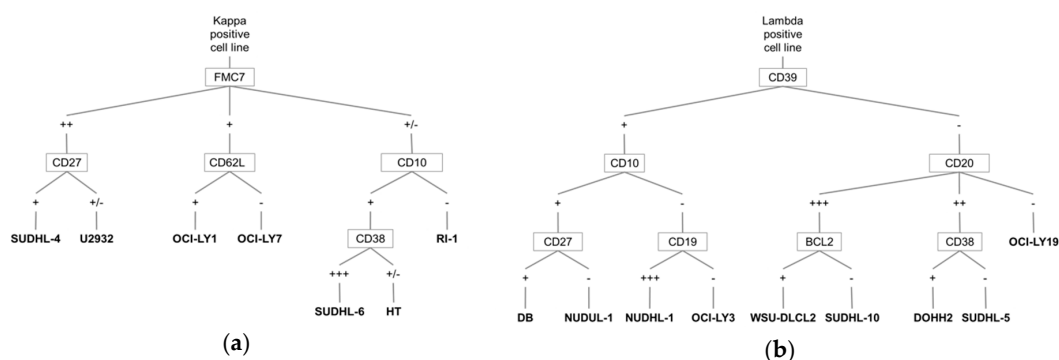 Kappa
positive
cell line
FMC7
++ + +/-
CD27 CD62L CD10
+ +/- + - + -
SUDHL-4 U2932 OCI-LY1 OCI-LY7 CD38 RI-1
+++ +/-
SUDHL-6 HT
(a)
Lambda
positive
cell line
CD39
+ -
CD10 CD20
+ - +++ ++ -
CD27 CD19 BCL2 CD38 OCI-LY19
+ - +++ - + - + -
DB NUDUL-1 NUDHL-1 OCI-LY3 WSU-DLCL2 SUDHL-10 DOHH2 SUDHL-5
(b)